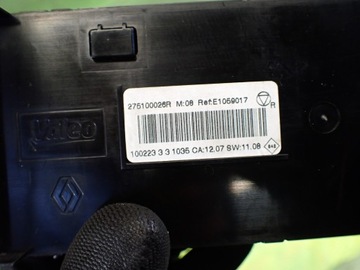 275100026R M:08 Ref:E1059017
R
Valeo
100223 3 3 1035 CA:12.07 SW:11.08